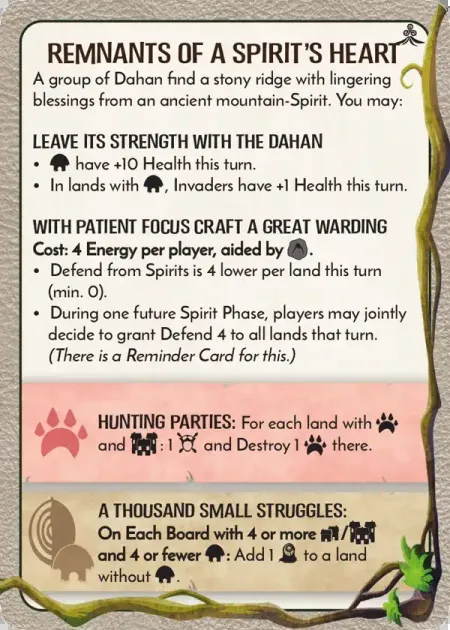 REMNANTS OF A SPIRIT'S HEART
A group of Dahan find a stony ridge with lingering
blessings from an ancient mountain-Spirit. You may:
LEAVE ITS STRENGTH WITH THE DAHAN
• have +10 Health this turn.
• In lands with , Invaders have +1 Health this turn.
WITH PATIENT FOCUS CRAFT A GREAT WARDING
Cost: 4 Energy per player, aided by .
• Defend from Spirits is 4 lower per land this turn
(min. 0).
• During one future Spirit Phase, players may jointly
decide to grant Defend 4 to all lands that turn.
(There is a Reminder Card for this.)
HUNTING PARTIES: For each land with
and : 1 and Destroy 1 there.
A THOUSAND SMALL STRUGGLES:
On Each Board with 4 or more /
and 4 or fewer : Add 1 to a land
without .